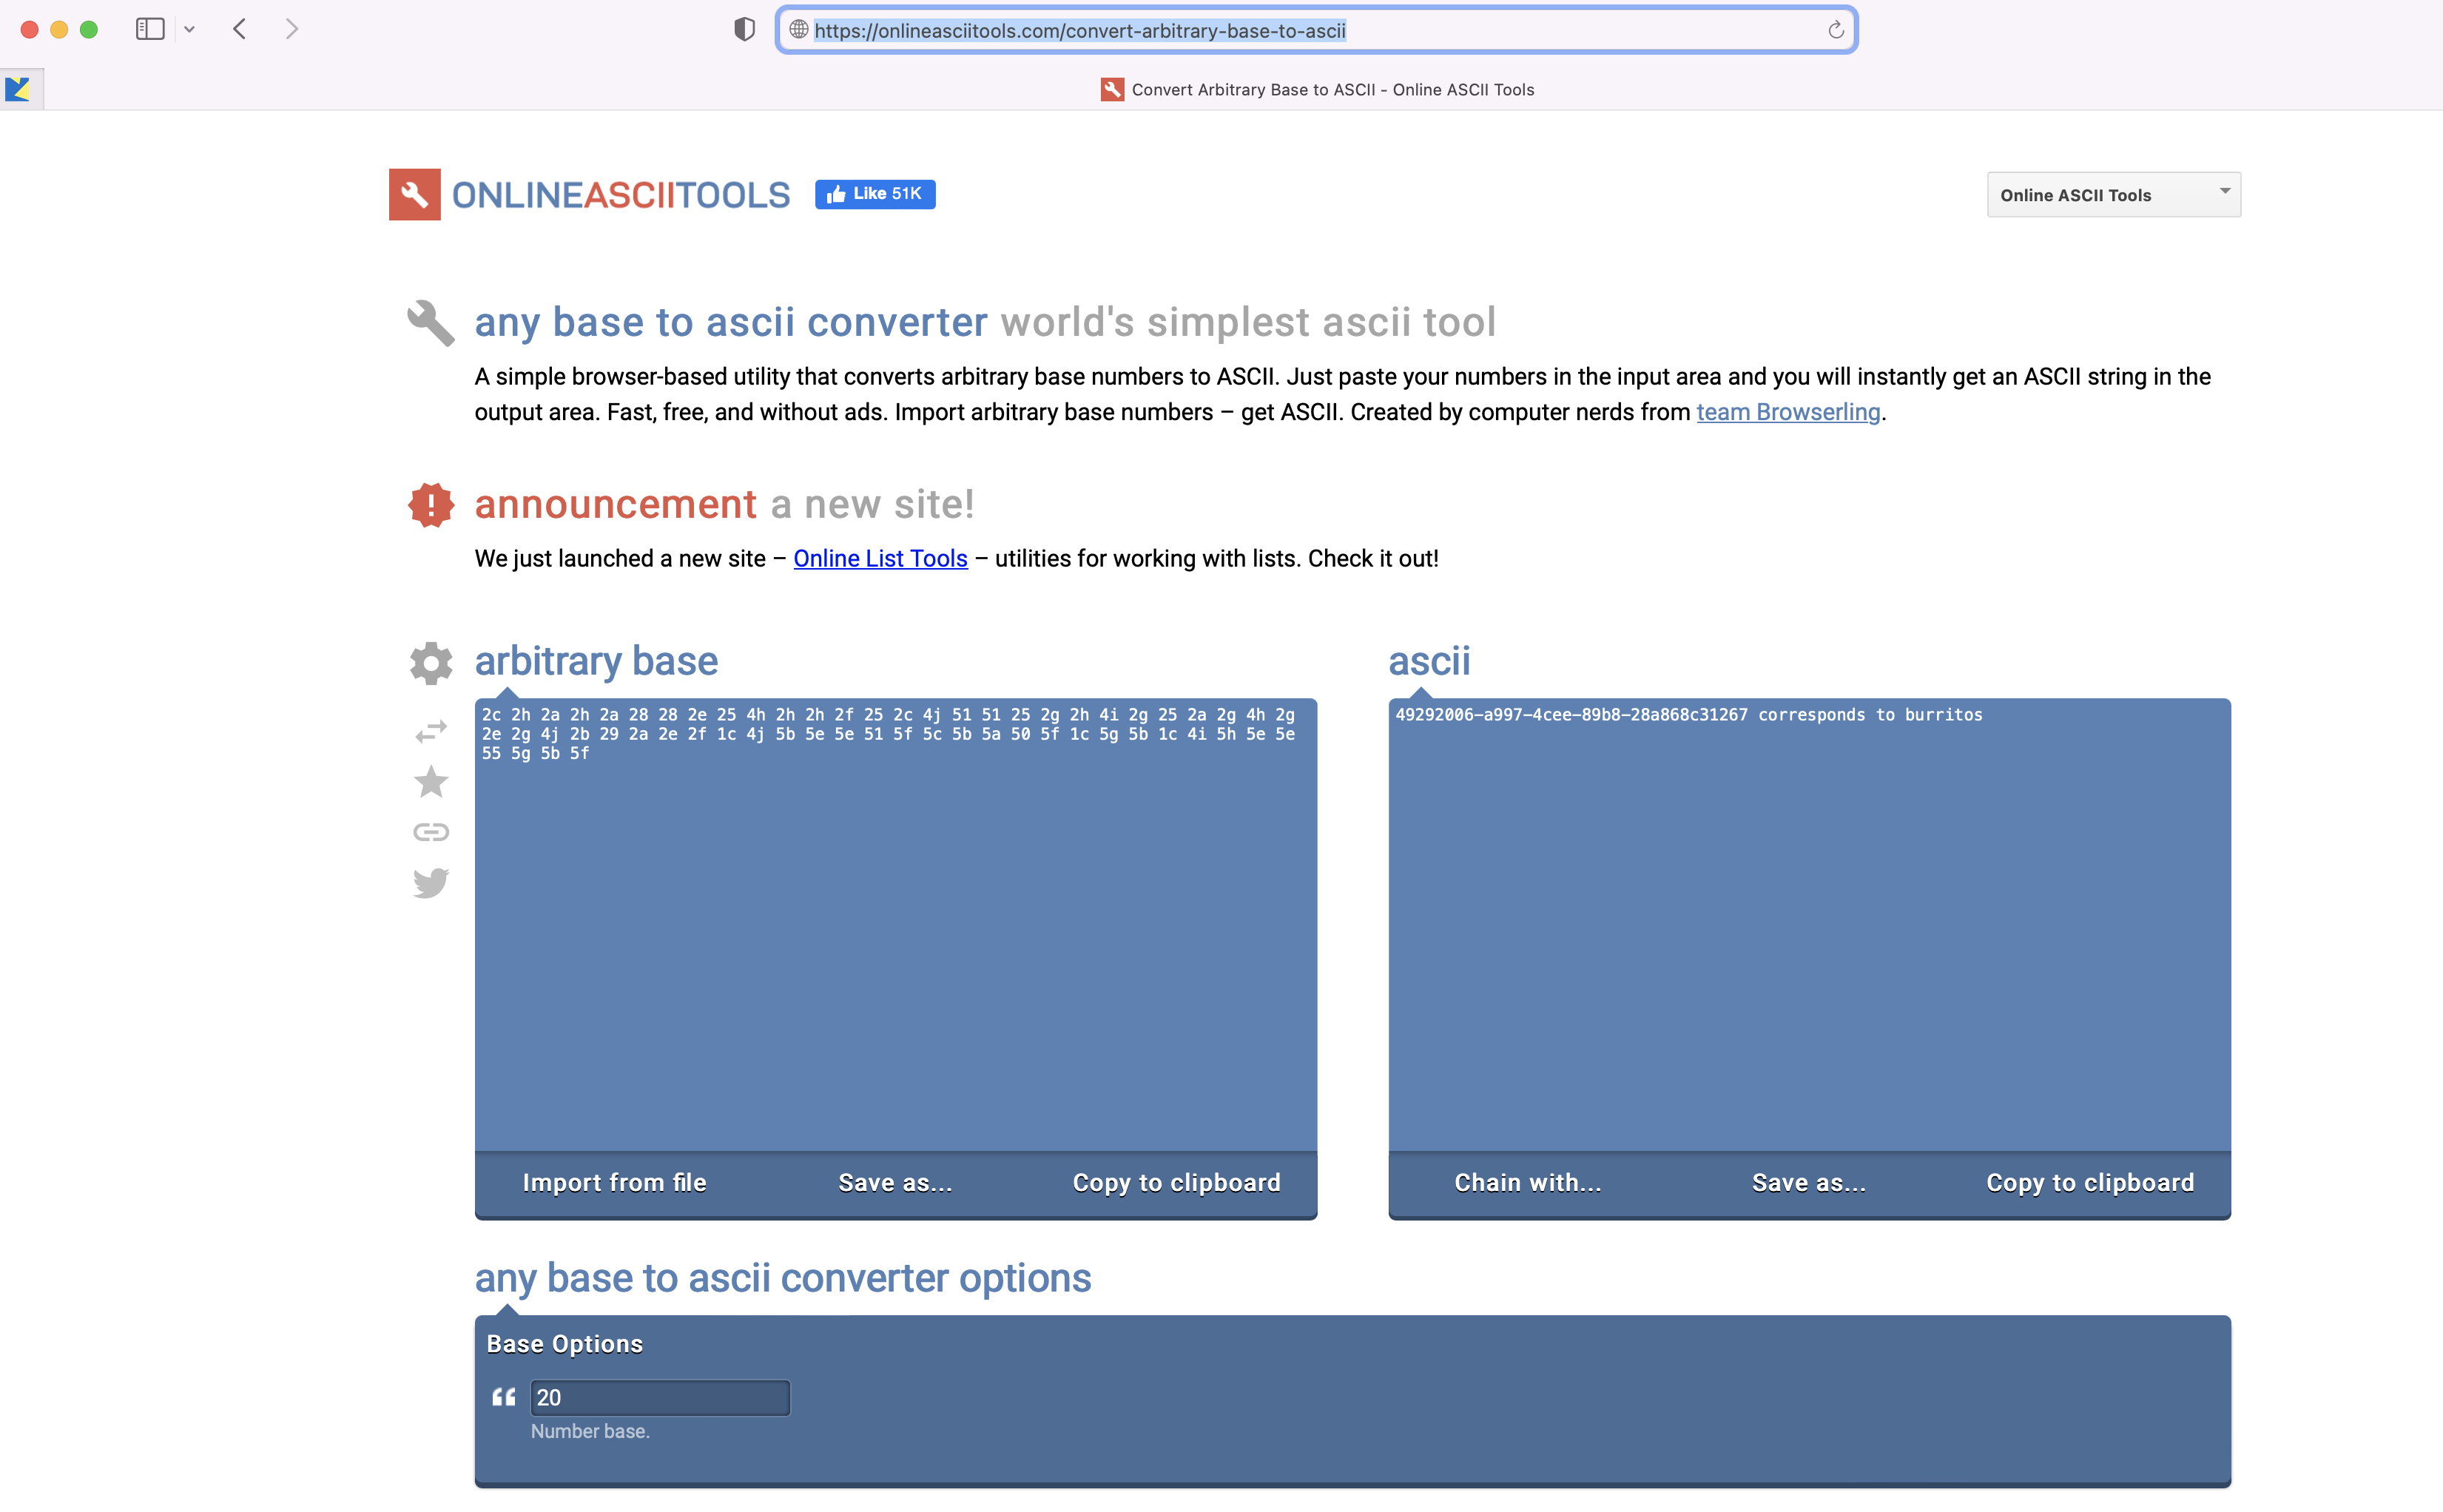 https://onlineasciitools.com/convert-arbitrary-base-to-ascii
Convert Arbitrary Base to ASCII - Online ASCII Tools
ONLINEASCIITOOLS
Like 51K
Online ASCII Tools
any base to ascii converter world's simplest ascii tool
A simple browser-based utility that converts arbitrary base numbers to ASCII. Just paste your numbers in the input area and you will instantly get an ASCII string in the
output area. Fast, free, and without ads. Import arbitrary base numbers – get ASCII. Created by computer nerds from team Browserling.
announcement a new site!
We just launched a new site – Online List Tools – utilities for working with lists. Check it out!
arbitrary base
2c 2h 2a 2h 2a 28 28 2e 25 4h 2h 2h 2f 25 2c 4j 51 51 25 2g 2h 4i 2g 25 2a 2g 4h 2g
2e 2g 4j 2b 29 2a 2e 2f 1c 4j 5b 5e 5e 51 5f 5c 5b 5a 50 5f 1c 5g 5b 1c 4i 5h 5e 5e
55 5g 5b 5f
ascii
49292006-a997-4cee-89b8-28a868c31267 corresponds to burritos
Import from file
Save as...
Copy to clipboard
Chain with...
Save as...
Copy to clipboard
any base to ascii converter options
Base Options
20
Number base.